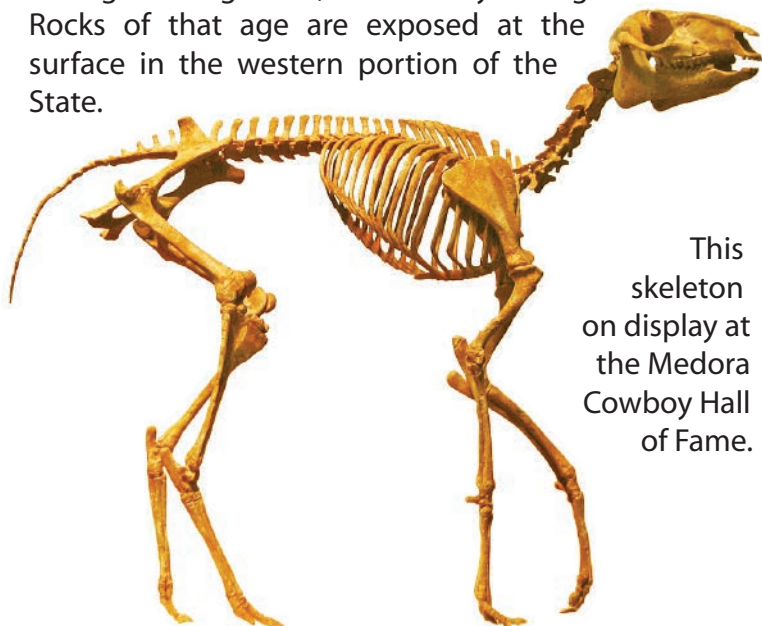 Rocks of that age are exposed at the
surface in the western portion of the
State.
This
skeleton
on display at
the Medora
Cowboy Hall
of Fame.